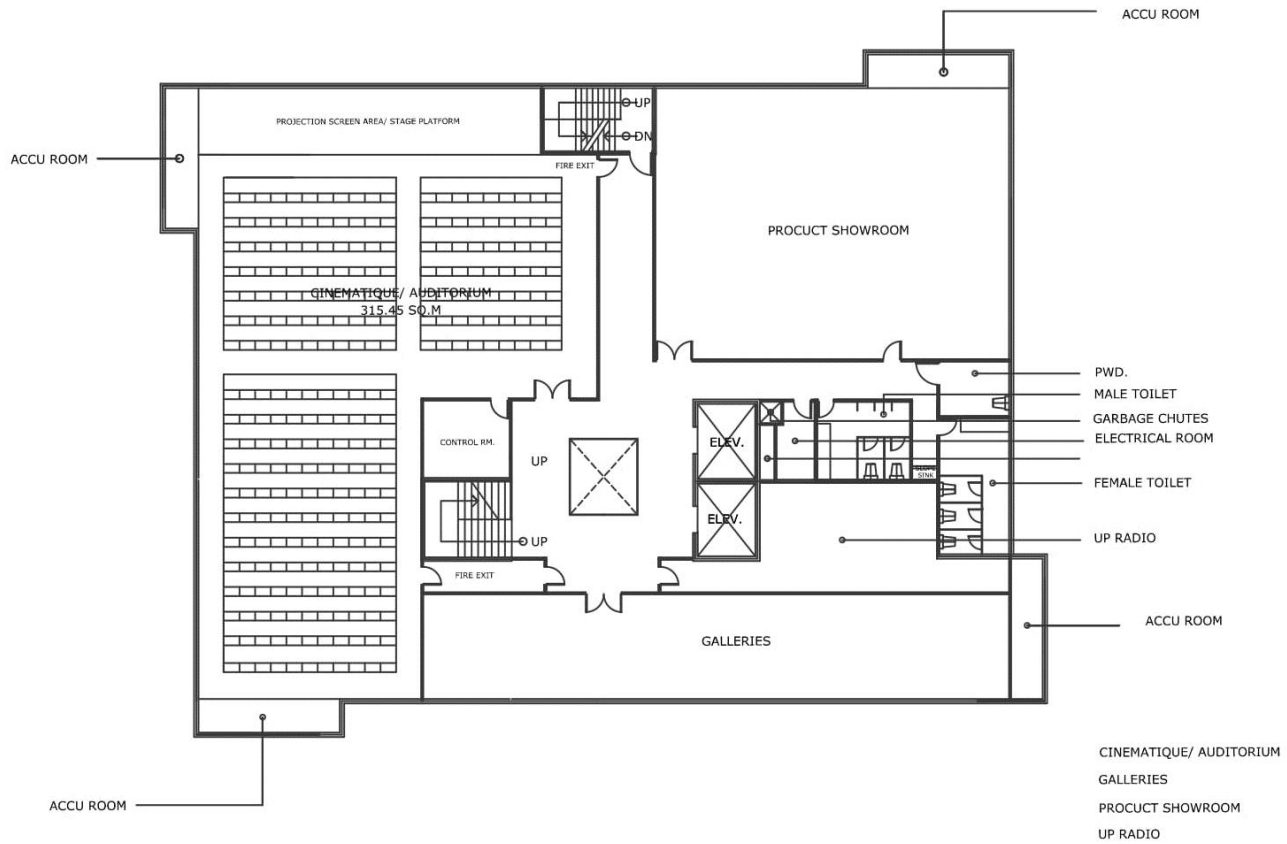 ACCU ROOM
PROJECTION SCREEN AREA/ STAGE PLATFORM
UP
DN
ACCU ROOM
FIRE EXIT
PROCUCT SHOWROOM
CINEMATIQUE/ AUDITORIUM
315.45 SQ.M
PWD.
MALE TOILET
GARBAGE CHUTES
ELECTRICAL ROOM
CONTROL RM.
ELEV.
UP
SLOPE
SINK
FEMALE TOILET
ELEV.
UP
UP RADIO
FIRE EXIT
ACCU ROOM
GALLERIES
CINEMATIQUE/ AUDITORIUM
GALLERIES
PROCUCT SHOWROOM
UP RADIO
ACCU ROOM